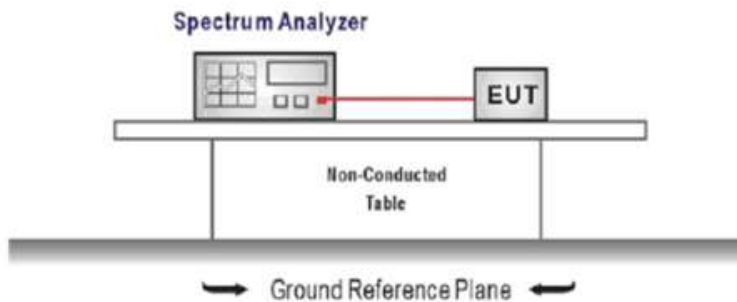 Spectrum Analyzer
EUT
Non-Conducted
Table
Ground Reference Plane